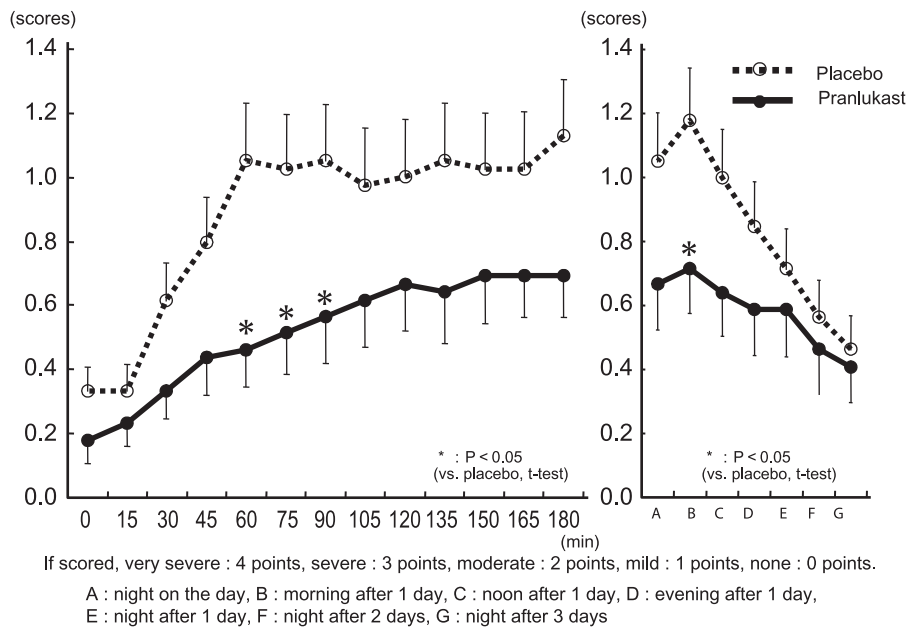 (scores)
1.4
1.2
1.0
0.8
0.6
0.4
0.2
0.0
* * *
* : P < 0.05
(vs. placebo, t-test)
0 15 30 45 60 75 90 105 120 135 150 165 180
(min)
(scores)
1.4
1.2
1.0
0.8
0.6
0.4
0.2
0.0
Placebo
Pranlukast
*
* : P < 0.05
(vs. placebo, t-test)
A B C D E F G
If scored, very severe : 4 points, severe : 3 points, moderate : 2 points, mild : 1 points, none : 0 points.
A : night on the day, B : morning after 1 day, C : noon after 1 day, D : evening after 1 day,
E : night after 1 day, F : night after 2 days, G : night after 3 days